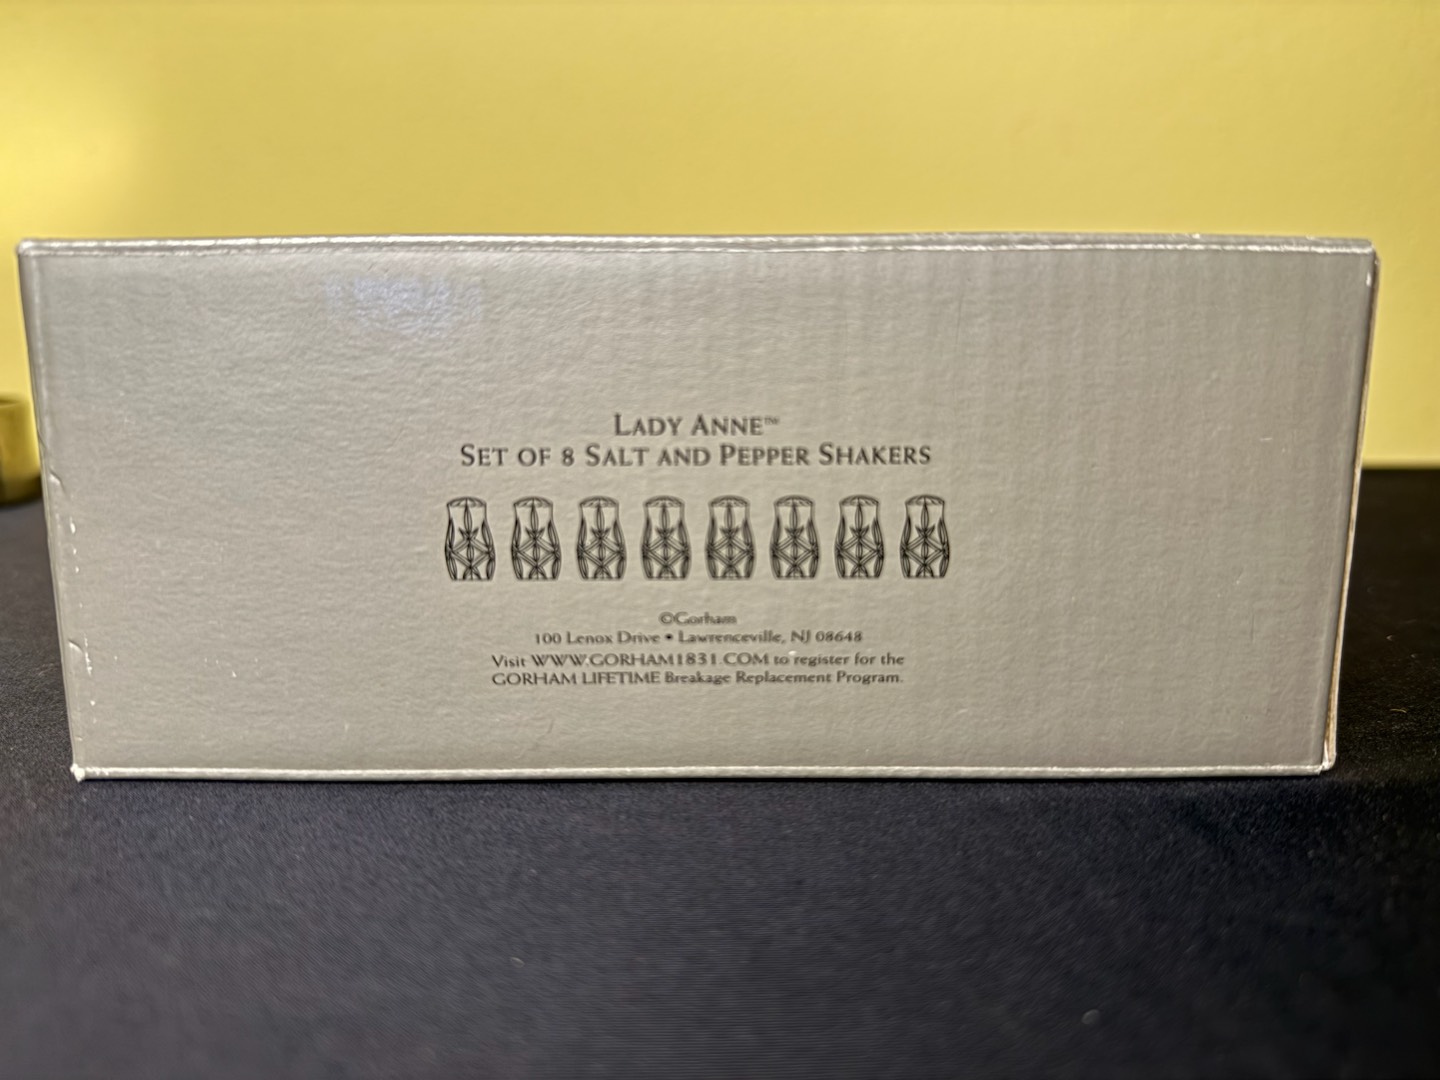 LADY ANNE™
SET OF 8 SALT AND PEPPER SHAKERS
©Gorham
100 Lenox Drive • Lawrenceville, NJ 08648
Visit WWW.GORHAM1831.COM to register for the
GORHAM LIFETIME Breakage Replacement Program.